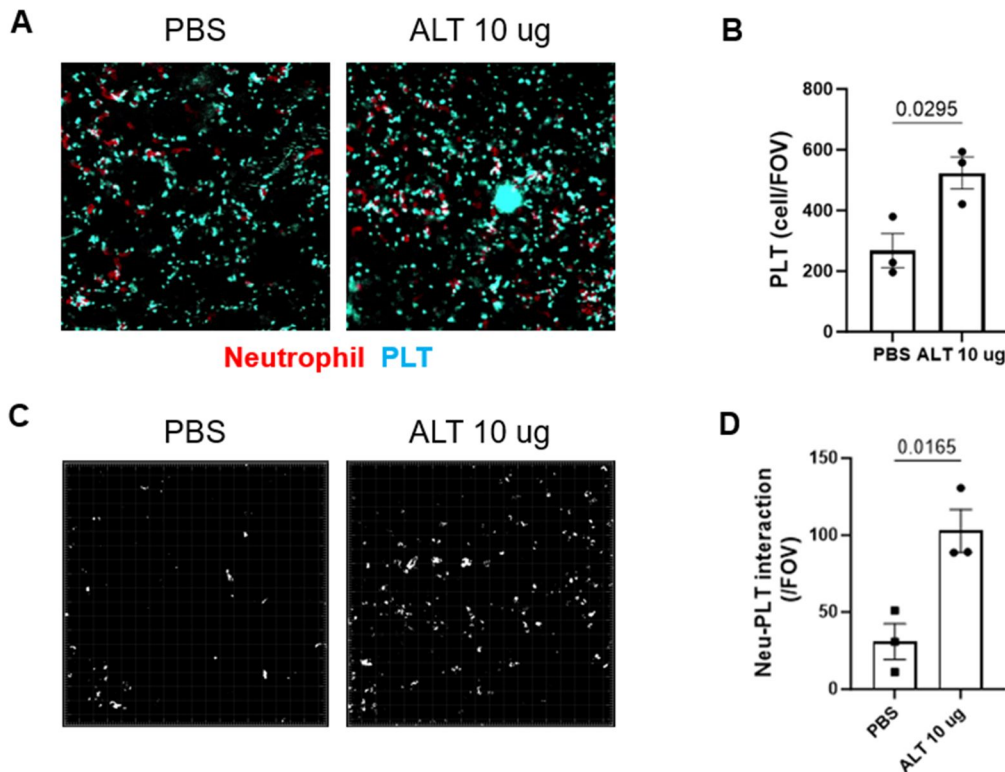 A
PBS
ALT 10 ug
Neutrophil PLT
B
PLT (cell/FOV)
800
600
400
200
0
0.0295
PBS ALT 10 ug
C
PBS
ALT 10 ug
D
Neu-PLT interaction
(/FOV)
150
100
50
0
0.0165
PBS
ALT 10 ug